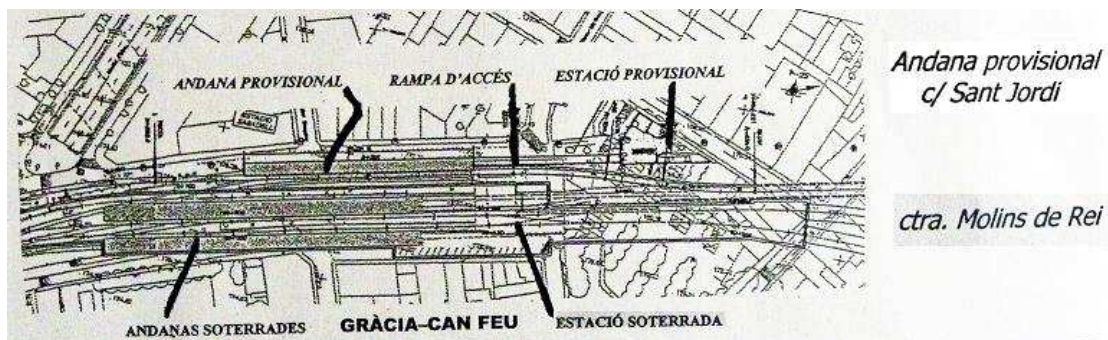 ANDANA PROVISIONAL
RAMPA D'ACCÉS
ESTACIÓ PROVISIONAL
Andana provisional
c/ Sant Jordi
ctra. Molins de Rei
ANDANAS SOTERRADES
GRÀCIA–CAN FEU
ESTACIÓ SOTERRADA